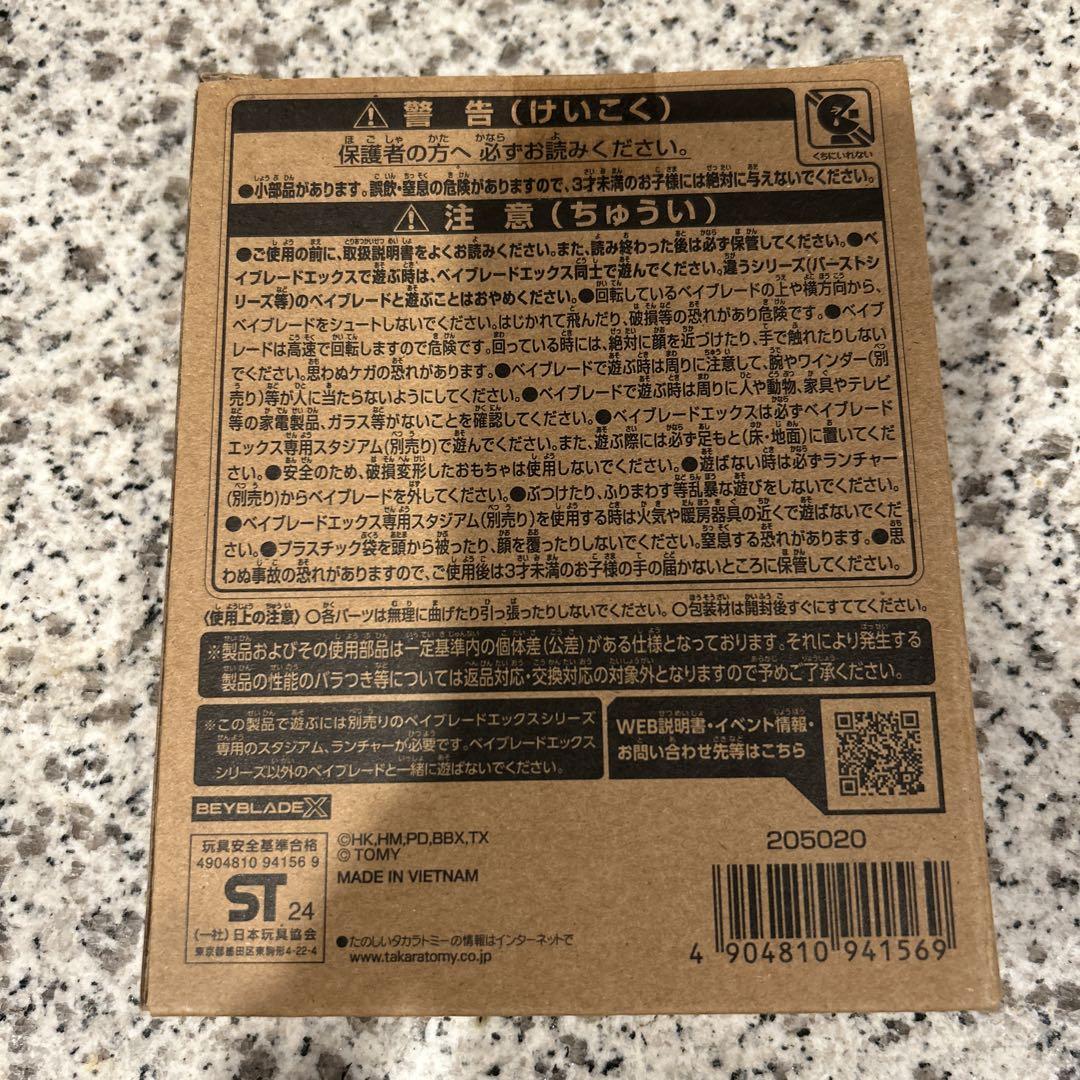 ⚠ 警告(けいこく)
くちにいれない
保護者の方へ 必ずお読みください。
●小部品があります。誤飲・窒息の危険がありますので、3才未満のお子様には絶対に与えないでください。
⚠ 注意(ちゅうい)
●ご使用の前に、取扱説明書をよくお読みください。また、読み終わった後は必ず保管してください。●ベ
イブレードエックスで遊ぶ時は、ベイブレードエックス同士で遊んでください。違うシリーズ(バーストシ
リーズ等)のベイブレードと遊ぶことはおやめください。●回転しているベイブレードの上や横方向から、
ベイブレードをシュートしないでください。はじかれて飛んだり、破損等の恐れがあり危険です。●ベイブ
レードは高速で回転しますので危険です。回っている時には、絶対に顔を近づけたり、手で触れたりしない
でください。思わぬケガの恐れがあります。●ベイブレードで遊ぶ時は周りに注意して、腕やワインダー(別
売り)等が人に当たらないようにしてください。●ベイブレードで遊ぶ時は周りに人や動物、家具やテレビ
等の家電製品、ガラス等がないことを確認してください。●ベイブレードエックスは必ずベイブレード
エックス専用スタジアム(別売り)で遊んでください。また、遊ぶ際には必ず足もと(床・地面)に置いてくだ
さい。●安全のため、破損変形したおもちゃは使用しないでください。●遊ばない時は必ずランチャー
(別売り)からベイブレードを外してください。●ぶつけたり、ふりまわす等乱暴な遊びをしないでください。
●ベイブレードエックス専用スタジアム(別売り)を使用する時は火気や暖房器具の近くで遊ばないでくだ
さい。●プラスチック袋を頭から被ったり、顔を覆ったりしないでください。窒息する恐れがあります。●思
わぬ事故の恐れがありますので、ご使用後は3才未満のお子様の手の届かないところに保管してください。
〈使用上の注意〉○各パーツは無理に曲げたり引っ張ったりしないでください。○包装材は開封後すぐにすててください。
※製品およびその使用部品は一定基準内の個体差(公差)がある仕様となっております。それにより発生する
製品の性能のバラつき等については返品対応・交換対応の対象外となりますので予めご了承ください。
※この製品で遊ぶには別売りのベイブレードエックスシリーズ
専用のスタジアム、ランチャーが必要です。ベイブレードエックス
シリーズ以外のベイブレードと一緒に遊ばないでください。
WEB説明書・イベント情報・
お問い合わせ先等はこちら
BEYBLADE X
玩具安全基準合格
4904810 94156 9
ST 24
(一社)日本玩具協会
東京都墨田区東駒形4-22-4
©HK,HM,PD,BBX,TX
© TOMY
MADE IN VIETNAM
●たのしいタカラトミーの情報はインターネットで
www.takaratomy.co.jp
205020
4 904810 941569